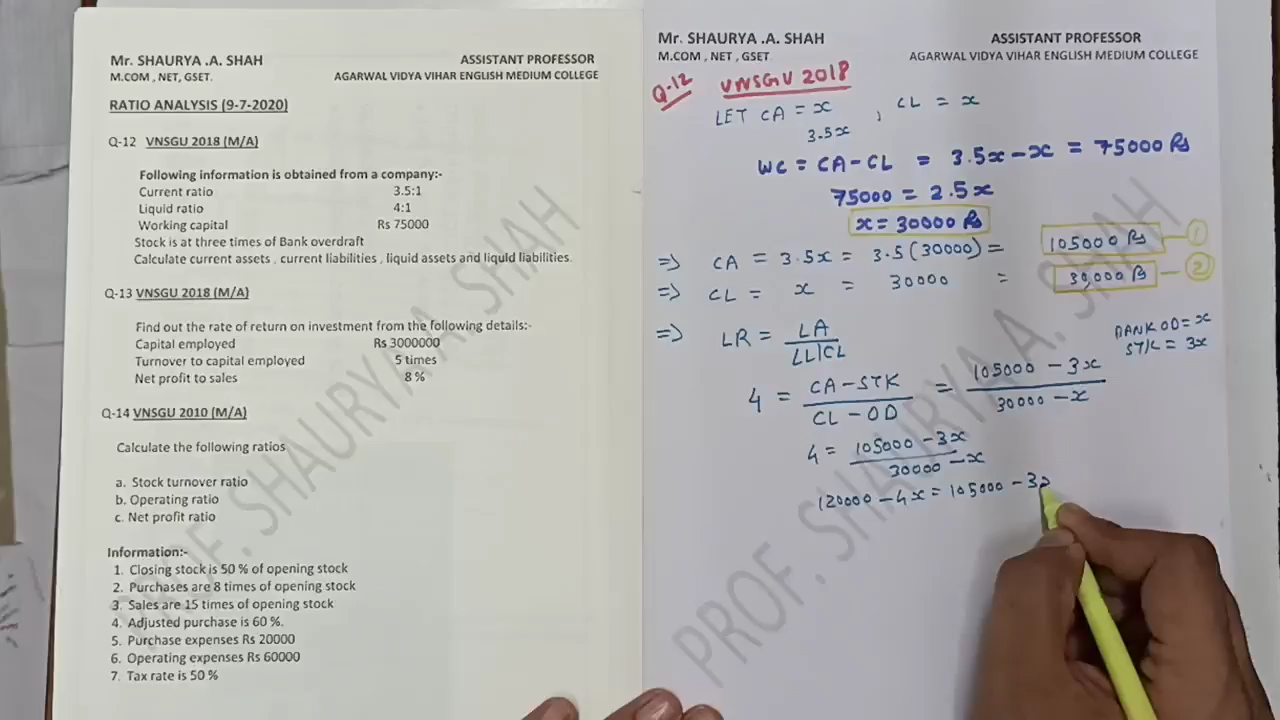 Mr. SHAURYA .A. SHAH ASSISTANT PROFESSOR
M.COM , NET, GSET. AGARWAL VIDYA VIHAR ENGLISH MEDIUM COLLEGE
RATIO ANALYSIS (9-7-2020)
Q-12 VNSGU 2018 (M/A)
Following information is obtained from a company:-
Current ratio 3.5:1
Liquid ratio 4:1
Working capital Rs 75000
Stock is at three times of Bank overdraft
Calculate current assets , current liabilities , liquid assets and liquid liabilities.
Q-13 VNSGU 2018 (M/A)
Find out the rate of return on investment from the following details:-
Capital employed Rs 3000000
Turnover to capital employed 5 times
Net profit to sales 8 %
Q-14 VNSGU 2010 (M/A)
Calculate the following ratios
a. Stock turnover ratio
b. Operating ratio
c. Net profit ratio
Information:-
1. Closing stock is 50 % of opening stock
2. Purchases are 8 times of opening stock
3. Sales are 15 times of opening stock
4. Adjusted purchase is 60 %.
5. Purchase expenses Rs 20000
6. Operating expenses Rs 60000
7. Tax rate is 50 %
PROF. SHAURYA A. SHAH
Mr. SHAURYA .A. SHAH ASSISTANT PROFESSOR
M.COM , NET , GSET. AGARWAL VIDYA VIHAR ENGLISH MEDIUM COLLEGE
Q-12 VNSGU 2018
LET CA = x , CL = x
3.5x
WC = CA - CL = 3.5x - x = 75000 Rs
75000 = 2.5x
x = 30000 Rs
=> CA = 3.5x = 3.5 (30000) = 105000 Rs 1
=> CL = x = 30000 = 30,000 Rs 2
=> LR = LA
LL/CL
BANK OD = x
STK = 3x
4 = CA - STK = 105000 - 3x
CL - OD 30000 - x
4 = 105000 - 3x
30000 - x
120000 - 4x = 105000 - 3x
PROF. SHAURYA A. SHAH